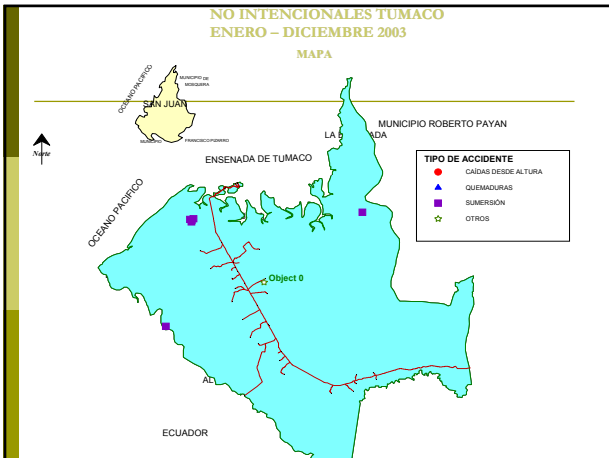 NO INTENCIONALES TUMACO
ENERO – DICIEMBRE 2003
MAPA
OCEANO PACIFICO
MUNICIPIO DE
MOSQUERA
SAN JUAN
MUNICIPIO
FRANCISCO PIZARRO
Norte
MUNICIPIO ROBERTO PAYAN
LA
ADA
ENSENADA DE TUMACO
TIPO DE ACCIDENTE
CAÍDAS DESDE ALTURA
QUEMADURAS
SUMERSIÓN
OTROS
OCEANO PACIFICO
Object 0
AL
ECUADOR